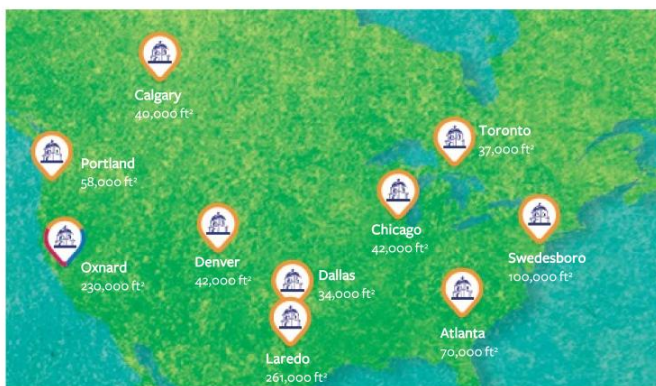 Calgary
40,000 ft²
Toronto
37,000 ft²
Portland
58,000 ft²
Chicago
42,000 ft²
Swedesboro
100,000 ft²
Oxnard
230,000 ft²
Denver
42,000 ft²
Dallas
34,000 ft²
Atlanta
70,000 ft²
Laredo
261,000 ft²